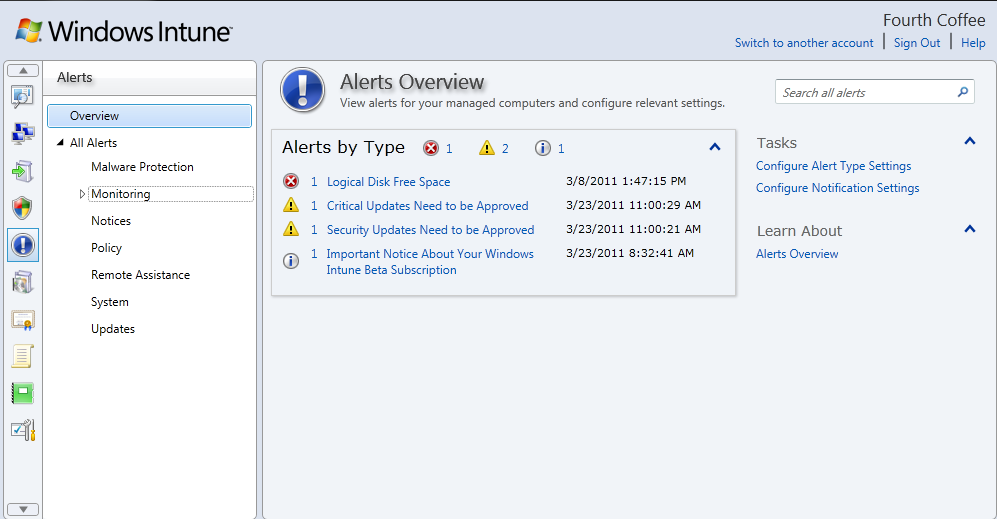 Windows Intune
Fourth Coffee
Switch to another account | Sign Out | Help
Alerts
Overview
All Alerts
Malware Protection
Monitoring
Notices
Policy
Remote Assistance
System
Updates
Alerts Overview
View alerts for your managed computers and configure relevant settings.
Search all alerts
Alerts by Type 1 2 1
1 Logical Disk Free Space 3/8/2011 1:47:15 PM
1 Critical Updates Need to be Approved 3/23/2011 11:00:29 AM
1 Security Updates Need to be Approved 3/23/2011 11:00:21 AM
1 Important Notice About Your Windows 3/23/2011 8:32:41 AM
Intune Beta Subscription
Tasks
Configure Alert Type Settings
Configure Notification Settings
Learn About
Alerts Overview